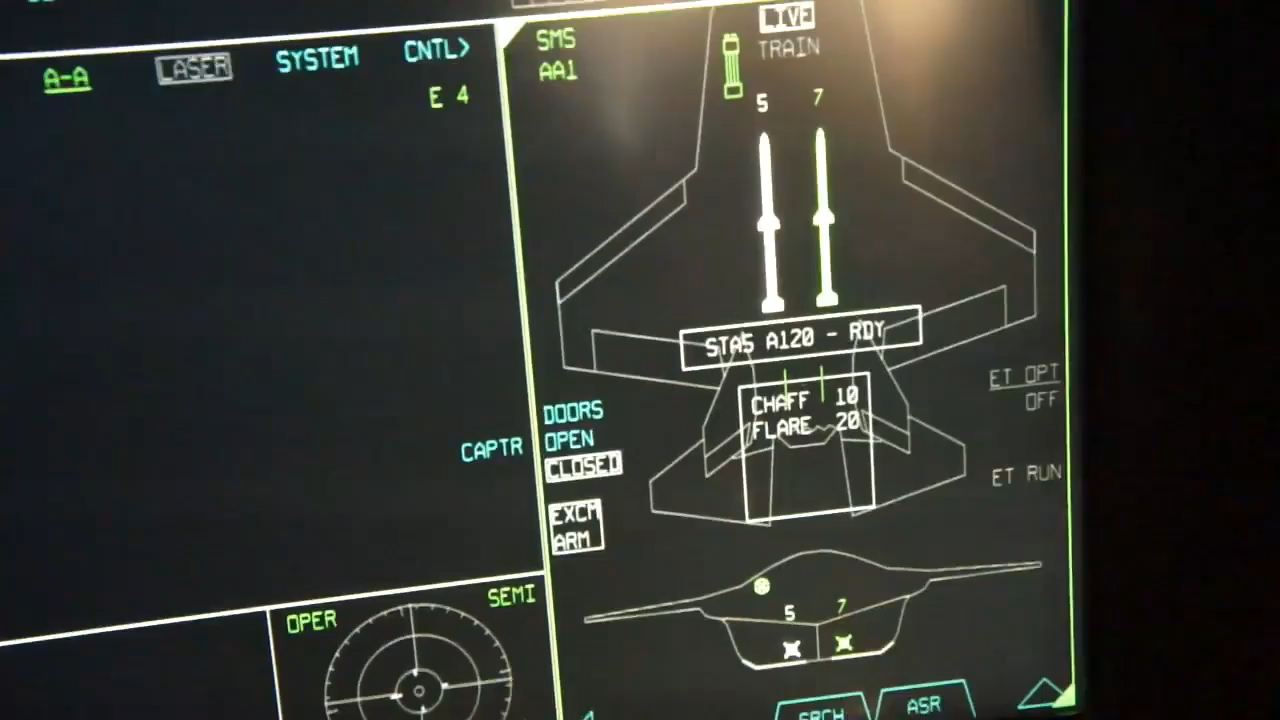 A-A LASER SYSTEM CNTL>
E 4
CAPTR
OPER SEMI
SMS
AA1
LIVE
TRAIN
5 7
STA5 A120 - RDY
CHAFF 10
FLARE 20
DOORS
OPEN
CLOSED
EXCM
ARM
ET OPT
OFF
ET RUN
5 7
SRCH ASR